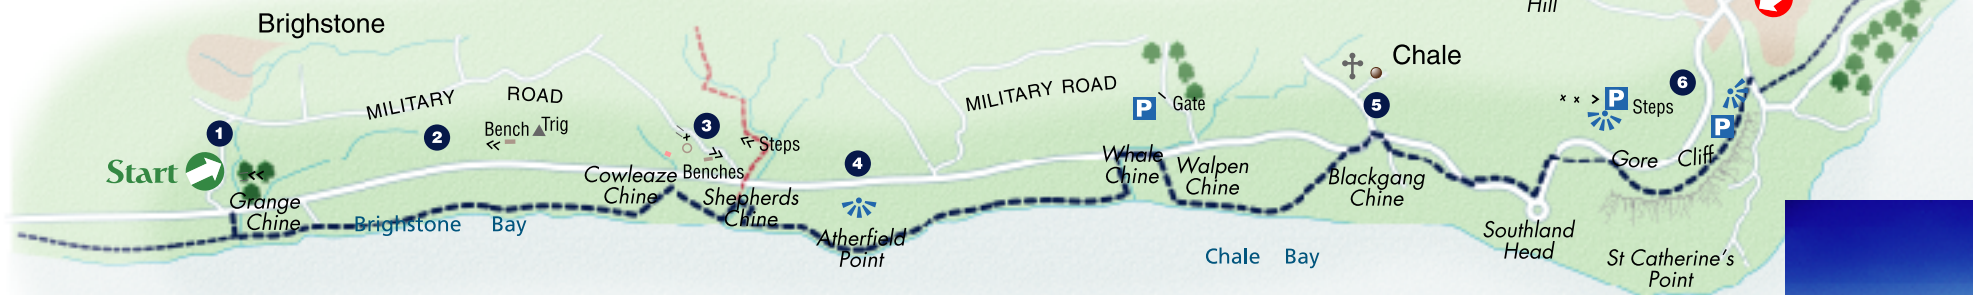 Hill
Brighstone
Chale
MILITARY ROAD
MILITARY ROAD
P
Gate
P
Steps
6
1
2
Bench
Trig
3
Steps
5
P
Start
4
Cowleaze
Chine
Benches
Shepherds
Chine
Whale
Chine
Walpen
Chine
Blackgang
Chine
Gore Cliff
Grange
Chine
Brighstone Bay
Atherfield
Point
Chale Bay
Southland
Head
St Catherine's
Point